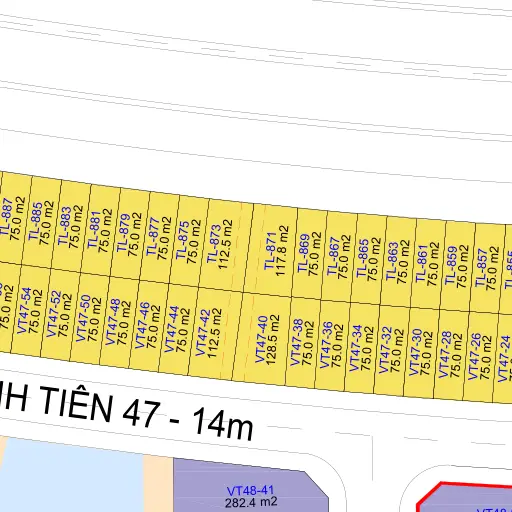 TL-887
75.0 m2
TL-885
75.0 m2
TL-883
75.0 m2
TL-881
75.0 m2
TL-879
75.0 m2
TL-877
75.0 m2
TL-875
75.0 m2
TL-873
112.5 m2
TL-871
117.8 m2
TL-869
75.0 m2
TL-867
75.0 m2
TL-865
75.0 m2
TL-863
75.0 m2
TL-861
75.0 m2
TL-859
75.0 m2
TL-857
75.0 m2
75.0 m2
VT47-54
75.0 m2
VT47-52
75.0 m2
VT47-50
75.0 m2
VT47-48
75.0 m2
VT47-46
75.0 m2
VT47-44
75.0 m2
VT47-42
112.5 m2
VT47-40
128.5 m2
VT47-38
75.0 m2
VT47-36
75.0 m2
VT47-34
75.0 m2
VT47-32
75.0 m2
VT47-30
75.0 m2
VT47-28
75.0 m2
VT47-26
75.0 m2
VT47-24
NH TIÊN 47 - 14m
VT48-41
282.4 m2